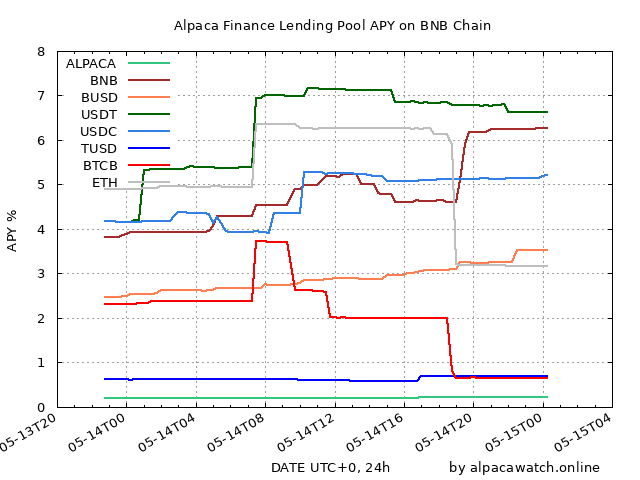 Alpaca Finance Lending Pool APY on BNB Chain
APY %
8
7
6
5
4
3
2
1
0
ALPACA
BNB
BUSD
USDT
USDC
TUSD
BTCB
ETH
05-13T20
05-14T00
05-14T04
05-14T08
05-14T12
05-14T16
05-14T20
05-15T00
05-15T04
DATE UTC+0, 24h
by alpacawatch.online